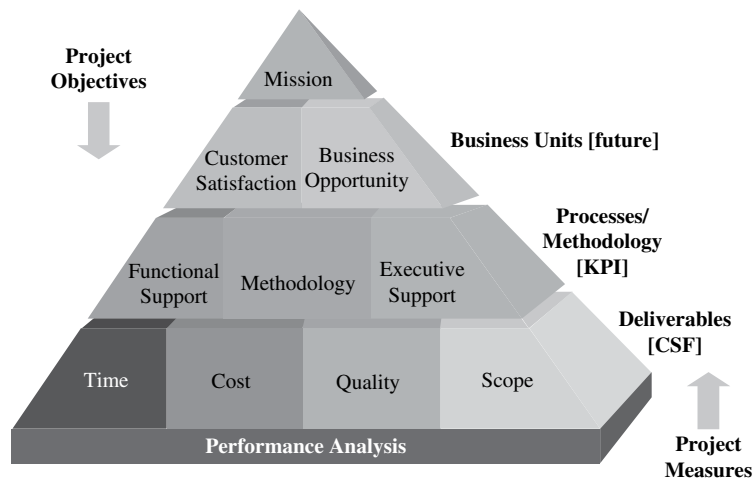 Project
Objectives
Mission
Customer
Satisfaction
Business
Opportunity
Business Units [future]
Functional
Support
Methodology
Executive
Support
Processes/
Methodology
[KPI]
Time
Cost
Quality
Scope
Deliverables
[CSF]
Performance Analysis
Project
Measures